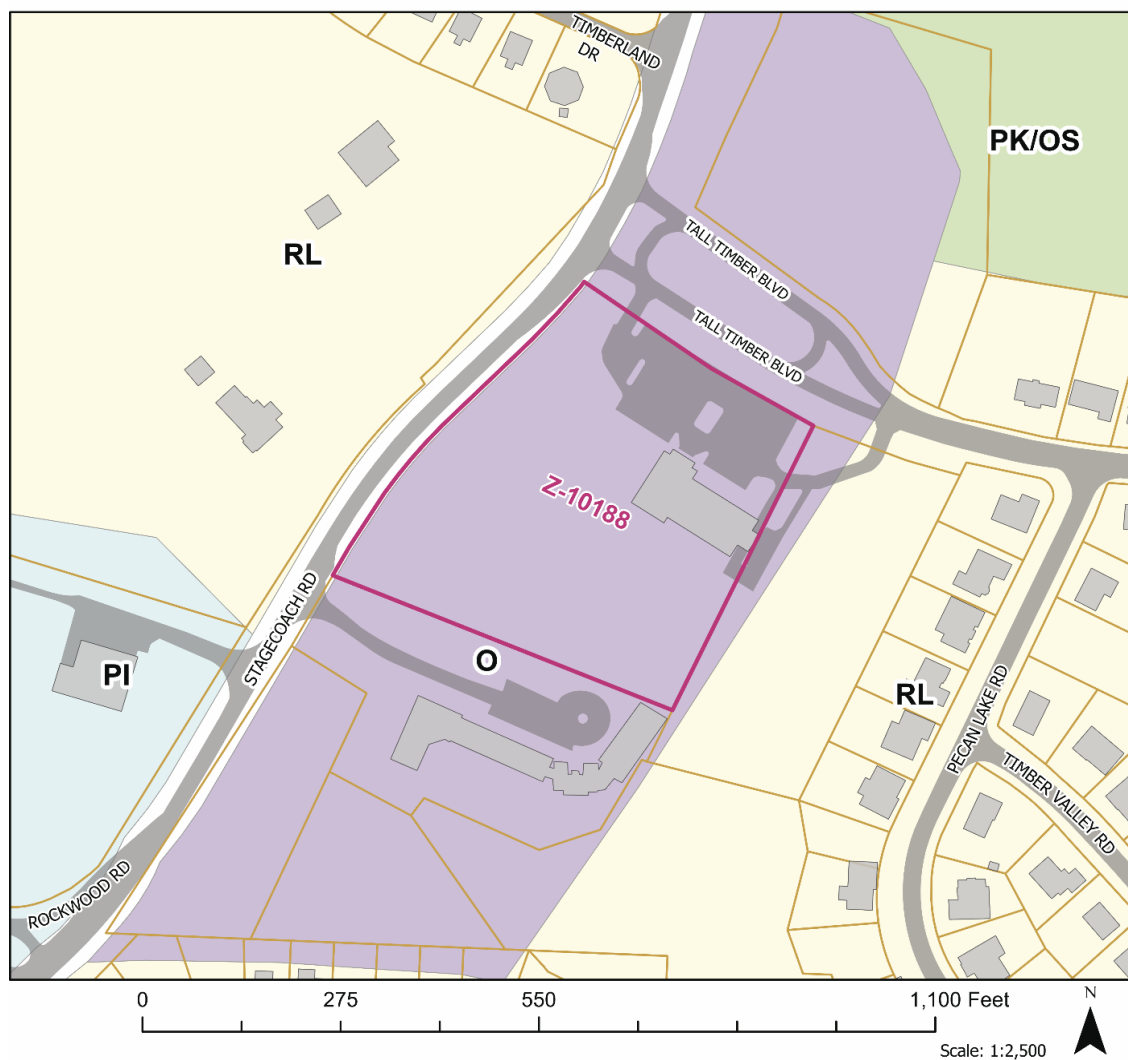 TIMBERLAND
DR
PK/OS
RL
TALL TIMBER BLVD
TALL TIMBER BLVD
Z-10188
STAGECOACH RD
O
PI
RL
PECAN LAKE RD
TIMBER VALLEY RD
ROCKWOOD RD
0 275 550 1,100 Feet
N
Scale: 1:2,500